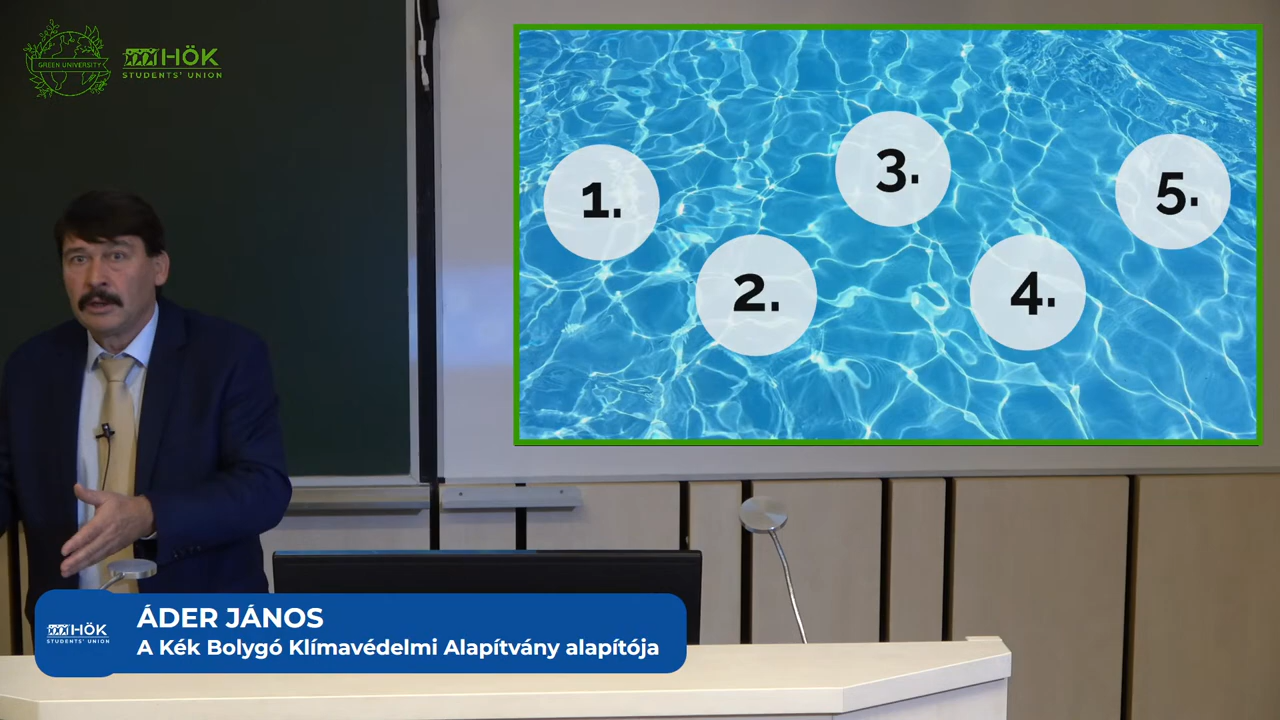 GREEN UNIVERSITY
HÖK
STUDENTS' UNION
1.
2.
3.
4.
5.
HÖK
STUDENTS' UNION
ÁDER JÁNOS
A Kék Bolygó Klímavédelmi Alapítvány alapítója